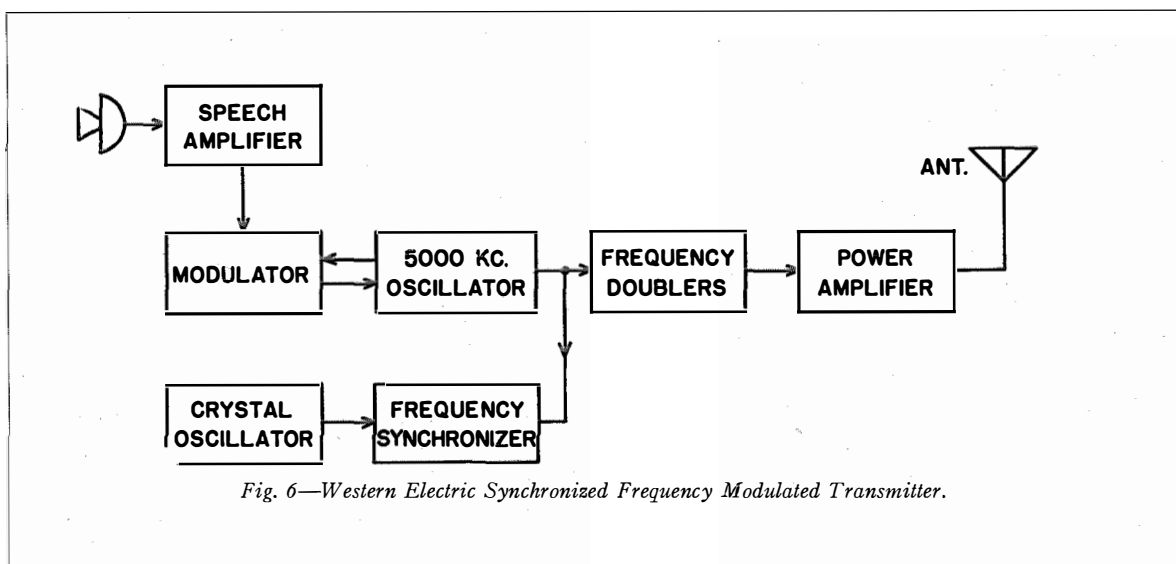 SPEECH
AMPLIFIER
ANT.
MODULATOR
5000 KC.
OSCILLATOR
FREQUENCY
DOUBLERS
POWER
AMPLIFIER
CRYSTAL
OSCILLATOR
FREQUENCY
SYNCHRONIZER
Fig. 6—Western Electric Synchronized Frequency Modulated Transmitter.